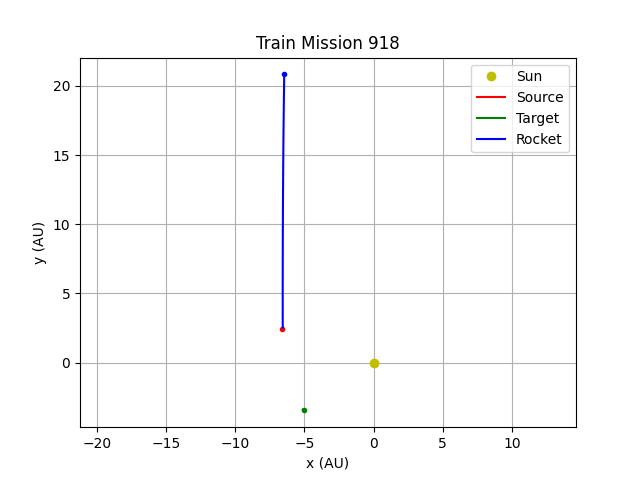 Train Mission 918
Sun
Source
Target
Rocket
20
15
10
5
0
y (AU)
−20
−15
−10
−5
0
5
10
x (AU)